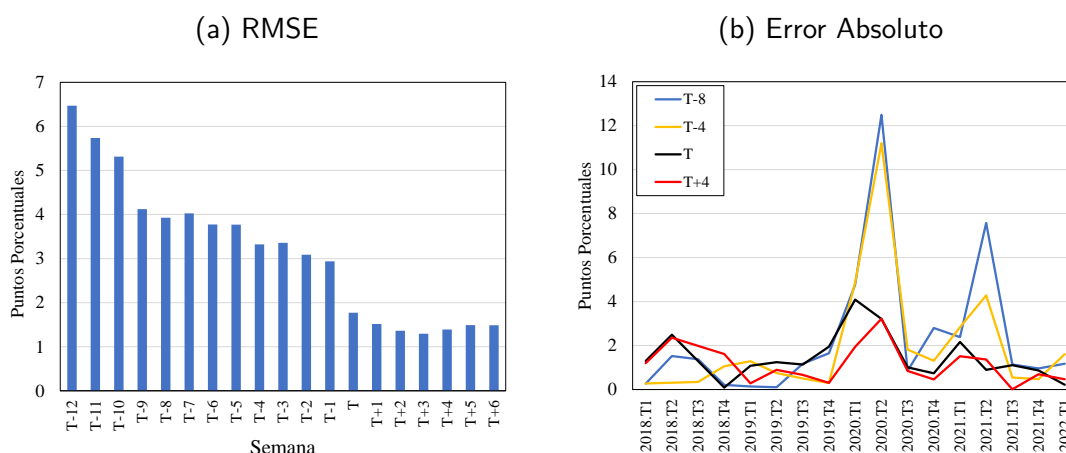 (a) RMSE
Puntos Porcentuales
7
6
5
4
3
2
1
0
T-12
T-11
T-10
T-9
T-8
T-7
T-6
T-5
T-4
T-3
T-2
T-1
T
T+1
T+2
T+3
T+4
T+5
T+6
Semana
(b) Error Absoluto
Puntos Porcentuales
14
12
10
8
6
4
2
0
T-8
T-4
T
T+4
2018.T1
2018.T2
2018.T3
2018.T4
2019.T1
2019.T2
2019.T3
2019.T4
2020.T1
2020.T2
2020.T3
2020.T4
2021.T1
2021.T2
2021.T3
2021.T4
2022.T1